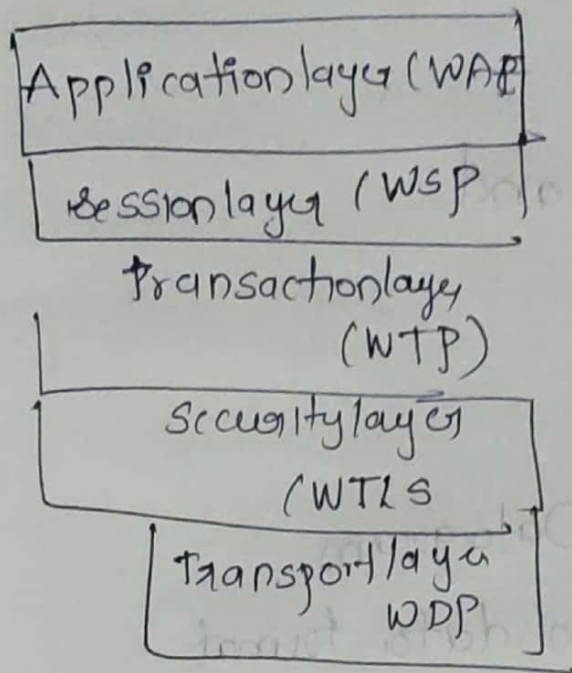 Applicationlayer (WAE
Sessionlayer (WSP
Transactionlayer
(WTP)
Securitylayer
(WTLS
Transportlayer
WDP